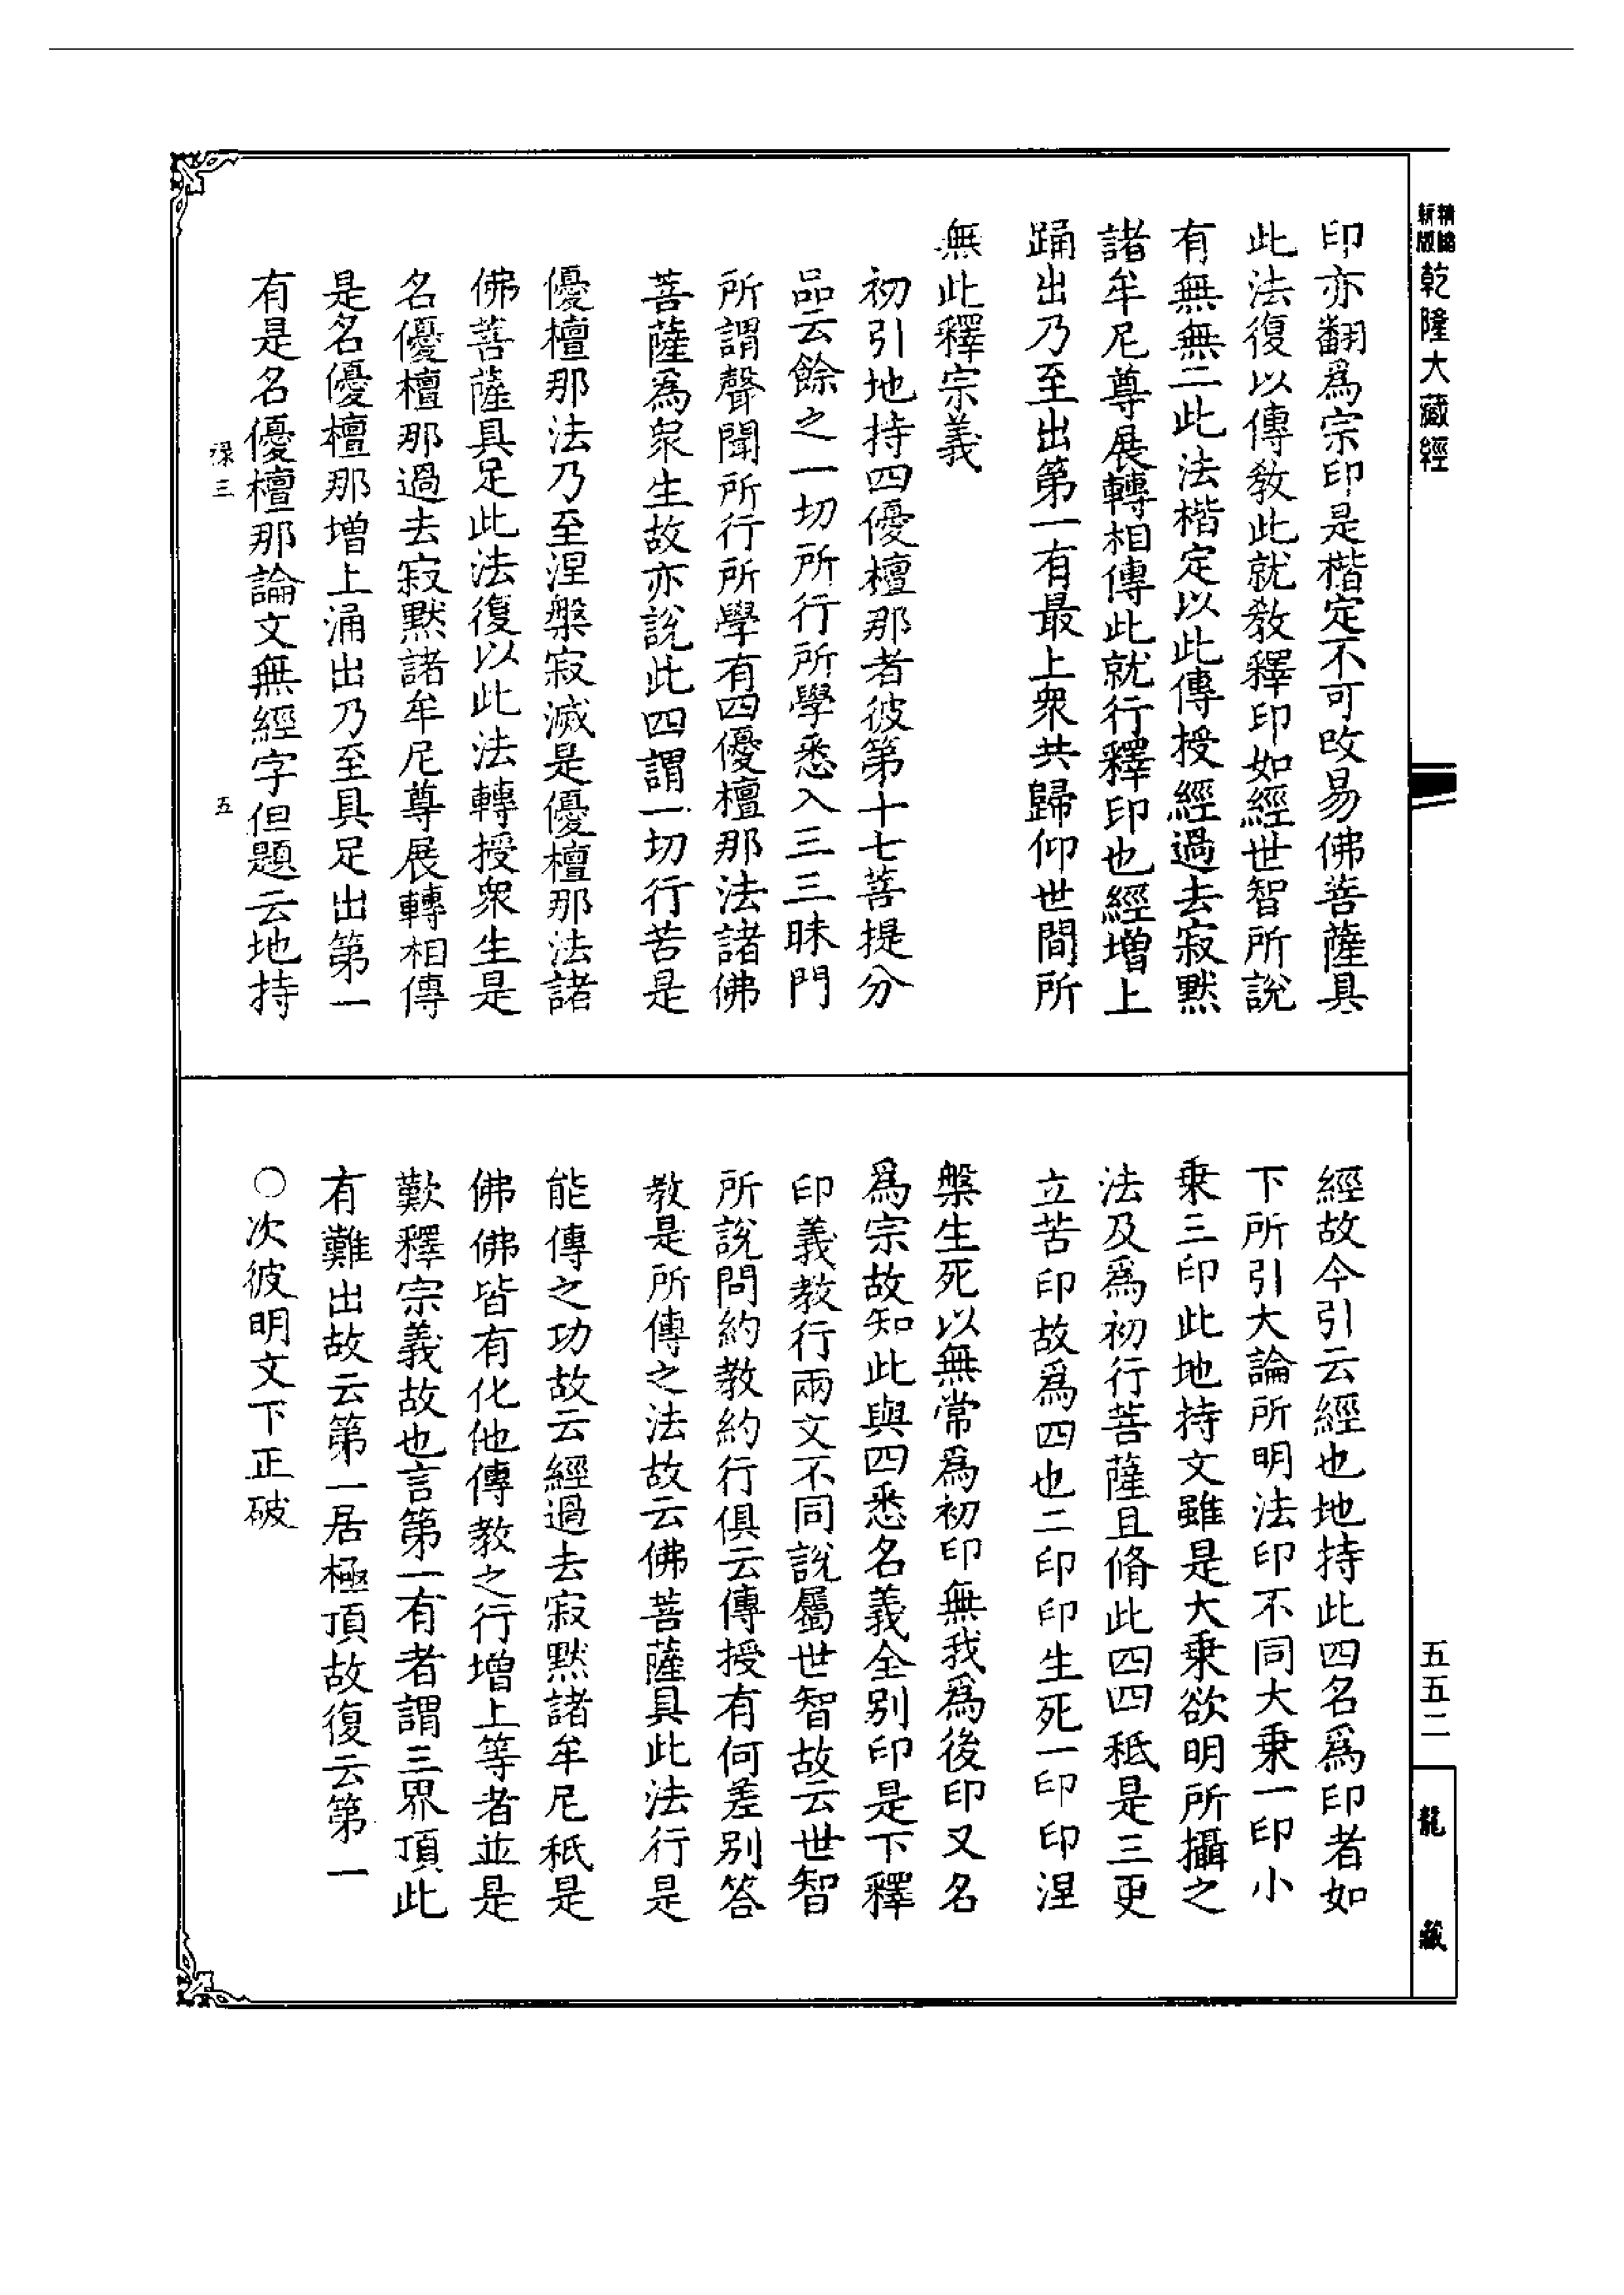 精縮新版
乾隆大藏經
印亦翻爲宗印是楷定不可改易佛菩薩具
此法復以傳教此就教釋印如經世智所說
有無無二此法楷定以此傳授經過去寂默
諸牟尼尊展轉相傳此就行釋印也經增上
踊出乃至出第一有最上衆共歸仰世間所
無此釋宗義
初引地持四優檀那者彼第十七菩提分
品云餘之一切所行所學悉入三三昧門
所謂聲聞所行所學有四優檀那法諸佛
菩薩爲衆生故亦說此四謂一切行苦是
優檀那法乃至涅槃寂滅是優檀那法諸
佛菩薩具足此法復以此法轉授衆生是
名優檀那過去寂默諸牟尼尊展轉相傳
是名優檀那增上涌出乃至具足出第一
有是名優檀那論文無經字但題云地持
祿三
五
經故今引云經也地持此四名爲印者如
下所引大論所明法印不同大乘一印小
乘三印此地持文雖是大乘欲明所攝之
法及爲初行菩薩且脩此四四秖是三更
立苦印故爲四也二印印生死一印印涅
槃生死以無常爲初印無我爲後印又名
爲宗故知此與四悉名義全別印是下釋
印義教行兩文不同說屬世智故云世智
所說問約教約行俱云傳授有何差別答
教是所傳之法故云佛菩薩具此法行是
能傳之功故云經過去寂默諸牟尼秖是
佛佛皆有化他傳教之行增上等者並是
歎釋宗義故也言第一有者謂三界頂此
有難出故云第一居極頂故復云第一
○次彼明文下正破
五五二
龍藏